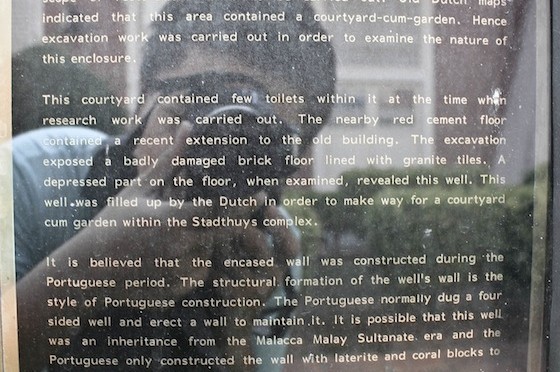 Old Dutch maps
indicated that this area contained a courtyard-cum-garden. Hence
excavation work was carried out in order to examine the nature of
this enclosure.
This courtyard contained few toilets within it at the time when
research work was carried out. The nearby red cement floor
contained a recent extension to the old building. The excavation
exposed a badly damaged brick floor lined with granite tiles. A
depressed part on the floor, when examined, revealed this well. This
well was filled up by the Dutch in order to make way for a courtyard
cum garden within the Stadthuys complex.
It is believed that the encased wall was constructed during the
Portuguese period. The structural formation of the well's wall is the
style of Portuguese construction. The Portuguese normally dug a four
sided well and erect a wall to maintain it. It is possible that this well
was an inheritance from the Malacca Malay Sultanate era and the
Portuguese only constructed the wall with laterite and coral blocks to